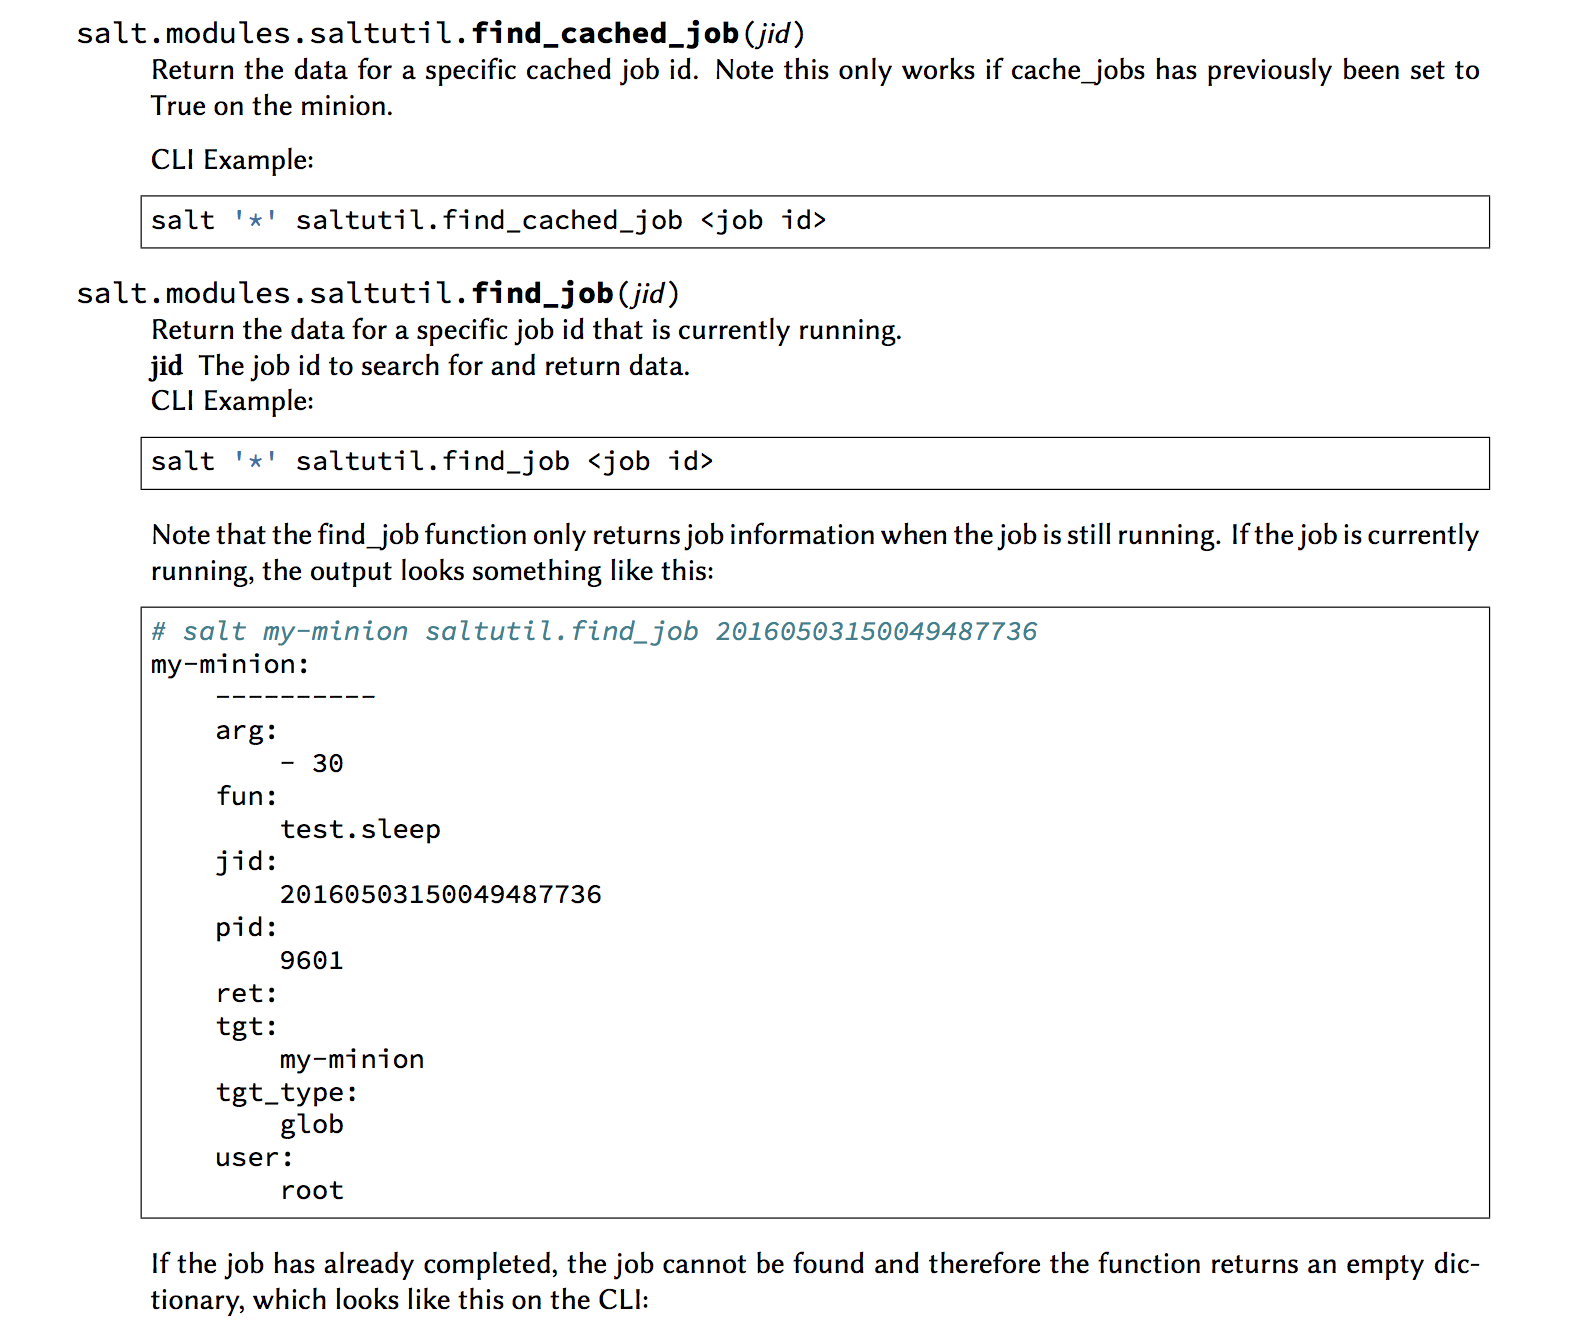 salt.modules.saltutil.find_cached_job(jid)
Return the data for a specific cached job id. Note this only works if cache_jobs has previously been set to
True on the minion.
CLI Example:
salt '*' saltutil.find_cached_job <job id>
salt.modules.saltutil.find_job(jid)
Return the data for a specific job id that is currently running.
jid The job id to search for and return data.
CLI Example:
salt '*' saltutil.find_job <job id>
Note that the find_job function only returns job information when the job is still running. If the job is currently
running, the output looks something like this:
# salt my-minion saltutil.find_job 20160503150049487736
my-minion:
    ----------
    arg:
        - 30
    fun:
        test.sleep
    jid:
        20160503150049487736
    pid:
        9601
    ret:
    tgt:
        my-minion
    tgt_type:
        glob
    user:
        root
If the job has already completed, the job cannot be found and therefore the function returns an empty dic-
tionary, which looks like this on the CLI: